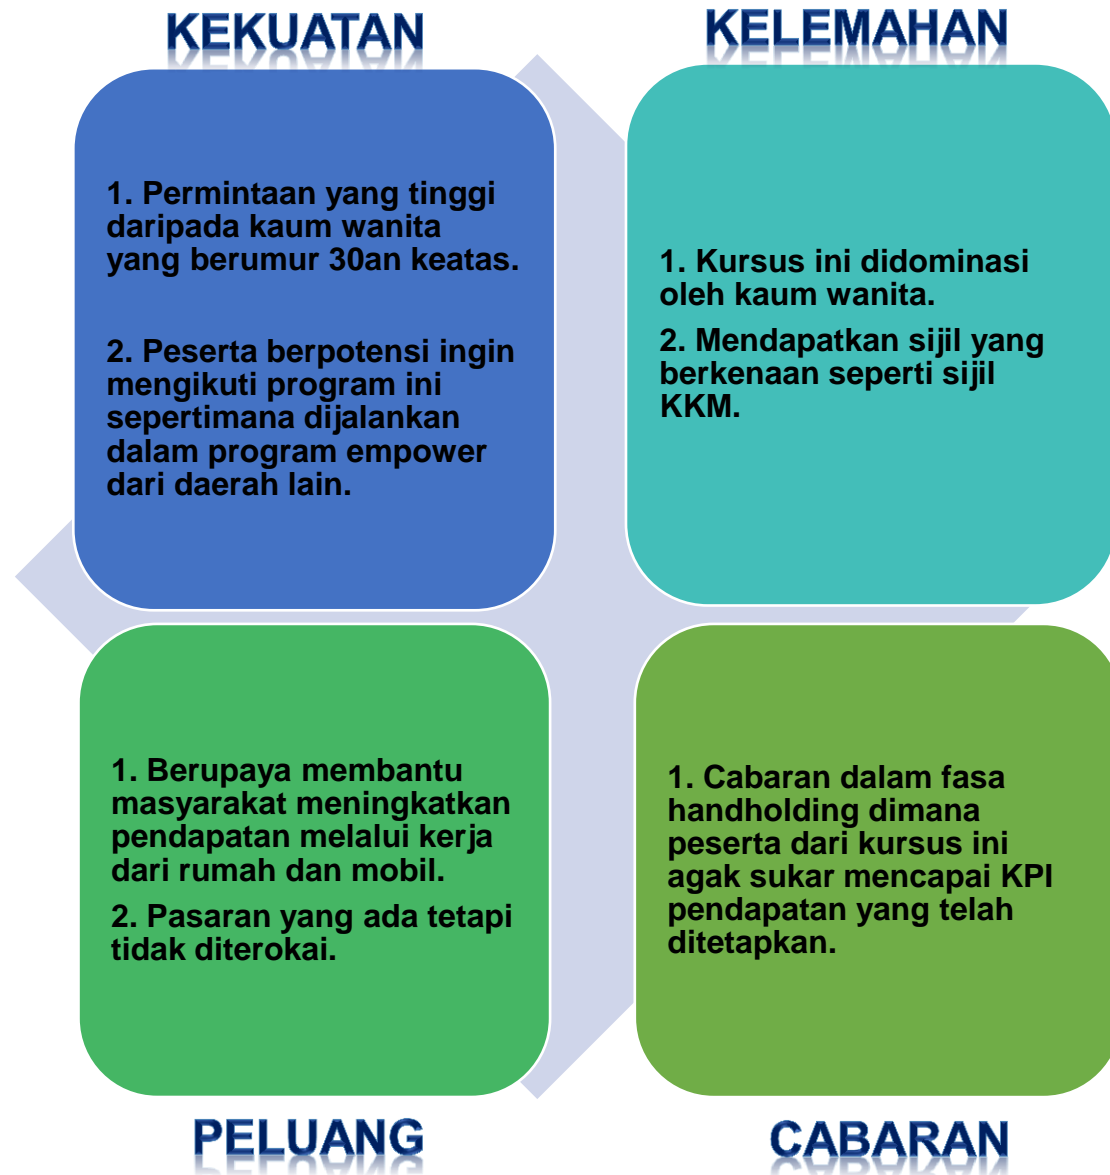 KEKUATAN
1. Permintaan yang tinggi
daripada kaum wanita
yang berumur 30an keatas.
2. Peserta berpotensi ingin
mengikuti program ini
sepertimana dijalankan
dalam program empower
dari daerah lain.
KELEMAHAN
1. Kursus ini didominasi
oleh kaum wanita.
2. Mendapatkan sijil yang
berkenaan seperti sijil
KKM.
1. Berupaya membantu
masyarakat meningkatkan
pendapatan melalui kerja
dari rumah dan mobil.
2. Pasaran yang ada tetapi
tidak diterokai.
PELUANG
1. Cabaran dalam fasa
handholding dimana
peserta dari kursus ini
agak sukar mencapai KPI
pendapatan yang telah
ditetapkan.
CABARAN